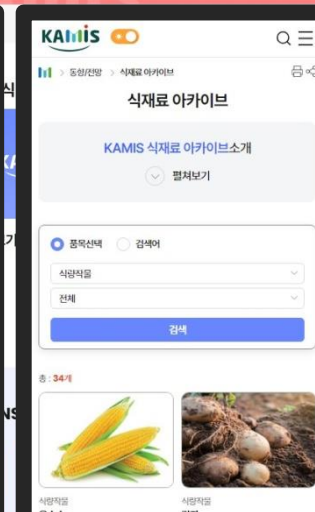 KAMIS
동향/전망 > 식재료 아카이브
식재료 아카이브
KAMIS 식재료 아카이브소개
펼쳐보기
품목선택 검색어
식량작물
전체
검색
총 : 34개
식량작물 식량작물